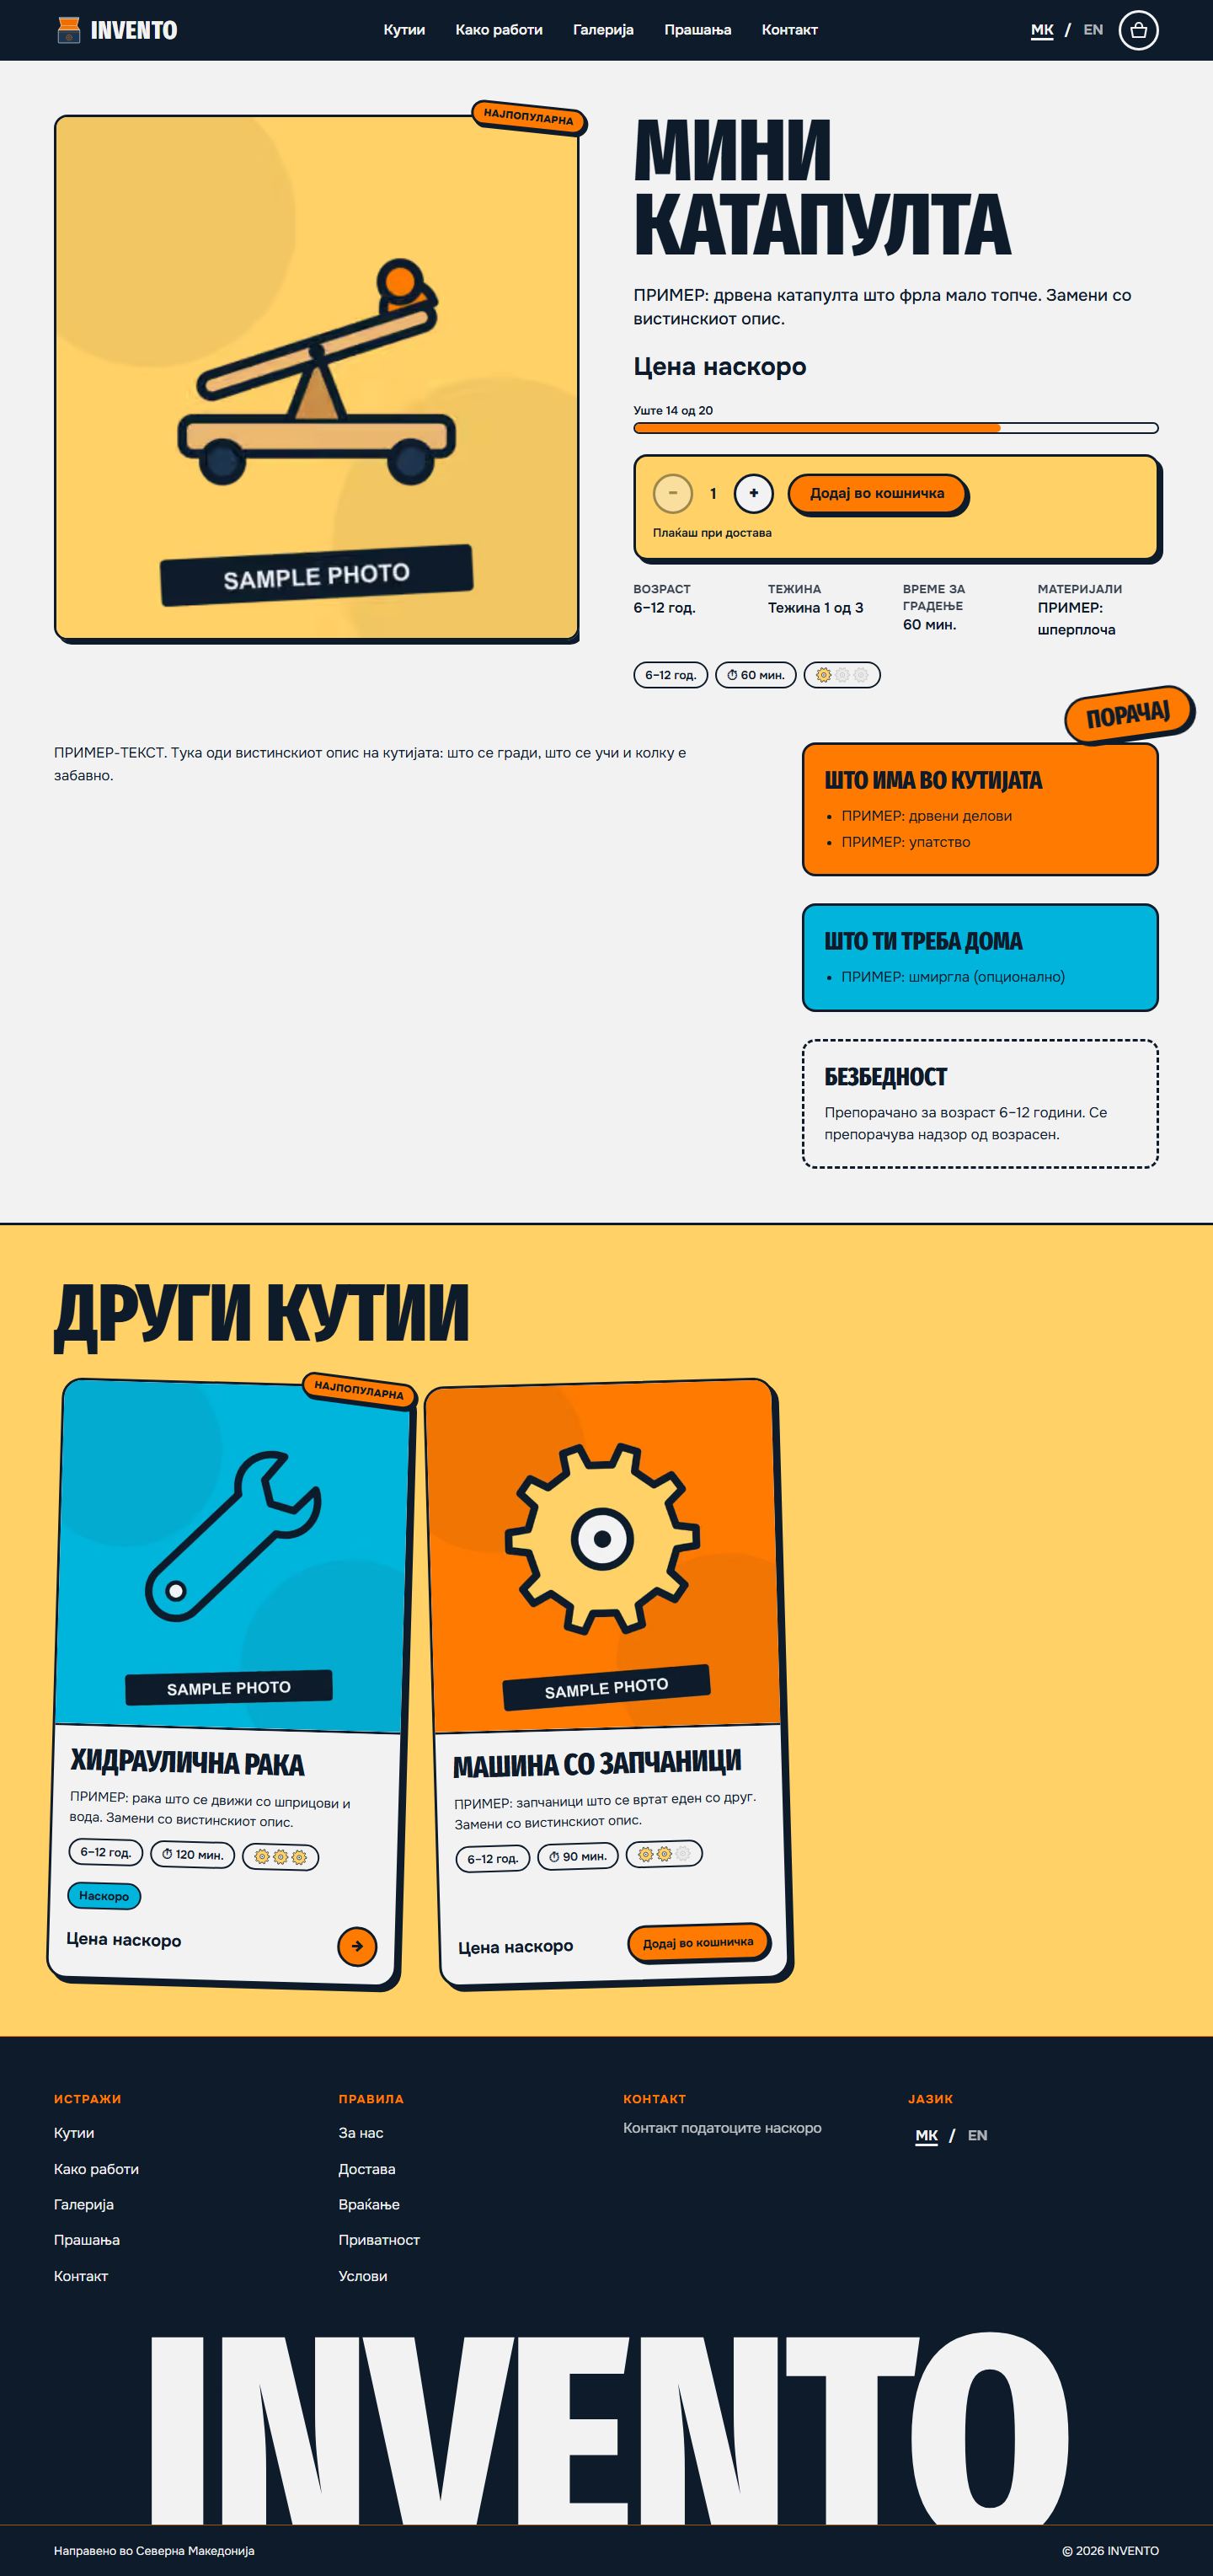 INVENTO
Кутии
Како работи
Галерија
Прашања
Контакт
MK / EN
НАЈПОПУЛАРНА
SAMPLE PHOTO
МИНИ
КАТАПУЛТА
ПРИМЕР: дрвена катапулта што фрла мало топче. Замени со
вистинскиот опис.
Цена наскоро
Уште 14 од 20
− 1 + Додај во кошничка
Плаќаш при достава
ВОЗРАСТ
6–12 год.
ТЕЖИНА
Тежина 1 од 3
ВРЕМЕ ЗА
ГРАДЕЊЕ
60 мин.
МАТЕРИЈАЛИ
ПРИМЕР:
шперплоча
6–12 год.
60 мин.
ПОРАЧАЈ
ПРИМЕР-ТЕКСТ. Тука оди вистинскиот опис на кутијата: што се гради, што се учи и колку е
забавно.
ШТО ИМА ВО КУТИЈАТА
• ПРИМЕР: дрвени делови
• ПРИМЕР: упатство
ШТО ТИ ТРЕБА ДОМА
• ПРИМЕР: шмиргла (опционално)
БЕЗБЕДНОСТ
Препорачано за возраст 6–12 години. Се
препорачува надзор од возрасен.
ДРУГИ КУТИИ
НАЈПОПУЛАРНА
SAMPLE PHOTO
ХИДРАУЛИЧНА РАКА
ПРИМЕР: рака што се движи со шприцови и
вода. Замени со вистинскиот опис.
6–12 год.
120 мин.
Наскоро
Цена наскоро
SAMPLE PHOTO
МАШИНА СО ЗАПЧАНИЦИ
ПРИМЕР: запчаници што се вртат еден со друг.
Замени со вистинскиот опис.
6–12 год.
90 мин.
Цена наскоро
Додај во кошничка
ИСТРАЖИ
Кутии
Како работи
Галерија
Прашања
Контакт
ПРАВИЛА
За нас
Достава
Враќање
Приватност
Услови
КОНТАКТ
Контакт податоците наскоро
ЈАЗИК
MK / EN
INVENTO
Направено во Северна Македонија
© 2026 INVENTO